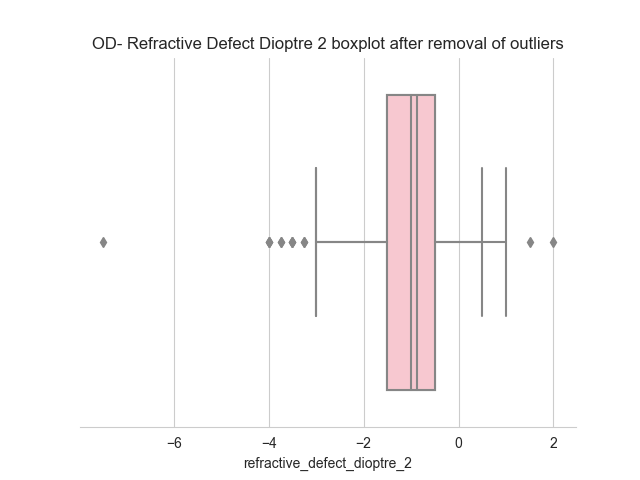 OD- Refractive Defect Dioptre 2 boxplot after removal of outliers
−6 −4 −2 0 2
refractive_defect_dioptre_2